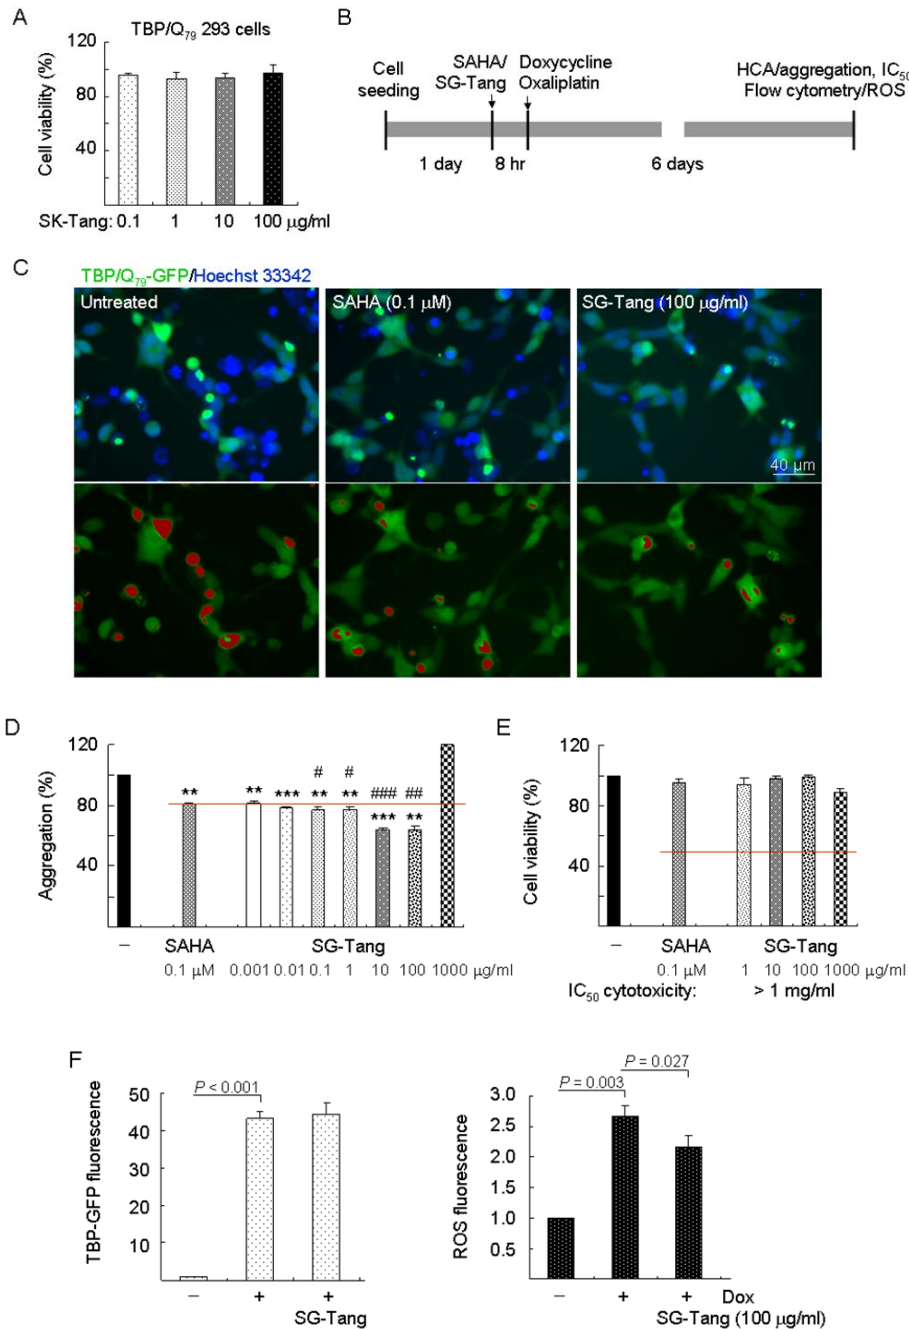 A
TBP/Q79 293 cells
Cell viability (%)
120
80
40
SK-Tang: 0.1 1 10 100 μg/ml
B
Cell seeding
SAHA/ SG-Tang
Doxycycline Oxaliplatin
HCA/aggregation, IC50
Flow cytometry/ROS
1 day 8 hr 6 days
C
TBP/Q79-GFP/Hoechst 33342
Untreated
SAHA (0.1 μM)
SG-Tang (100 μg/ml)
40 μm
D
Aggregation (%)
120
80
40
# # ### ##
** ** *** ** ** *** **
– SAHA SG-Tang
0.1 μM 0.001 0.01 0.1 1 10 100 1000 μg/ml
E
Cell viability (%)
120
80
40
– SAHA SG-Tang
0.1 μM 1 10 100 1000 μg/ml
IC50 cytotoxicity: > 1 mg/ml
F
TBP-GFP fluorescence
P < 0.001
50
40
30
20
10
– + +
SG-Tang
ROS fluorescence
P = 0.027
P = 0.003
3.0
2.5
2.0
1.5
1.0
0.5
– + + Dox
SG-Tang (100 μg/ml)